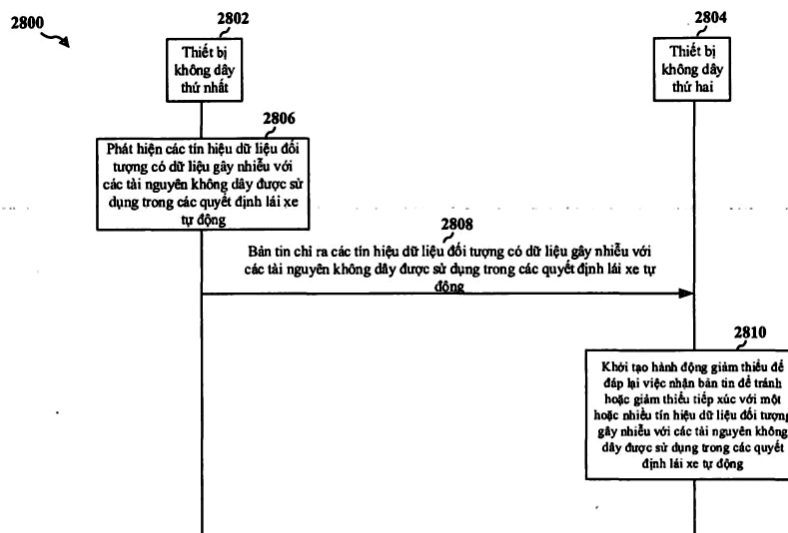 2800
2802
Thiết bị
không dây
thứ nhất
2804
Thiết bị
không dây
thứ hai
2806
Phát hiện các tín hiệu dữ liệu đối
tượng có dữ liệu gây nhiễu với
các tài nguyên không dây được sử
dụng trong các quyết định lái xe
tự động
2808
Bản tin chỉ ra các tín hiệu dữ liệu đối tượng có dữ liệu gây nhiễu với
các tài nguyên không dây được sử dụng trong các quyết định lái xe tự
động
2810
Khởi tạo hành động giảm thiểu để
đáp lại việc nhận bản tin để tránh
hoặc giảm thiểu tiếp xúc với một
hoặc nhiều tín hiệu dữ liệu đối tượng
gây nhiễu với các tài nguyên không
dây được sử dụng trong các quyết
định lái xe tự động